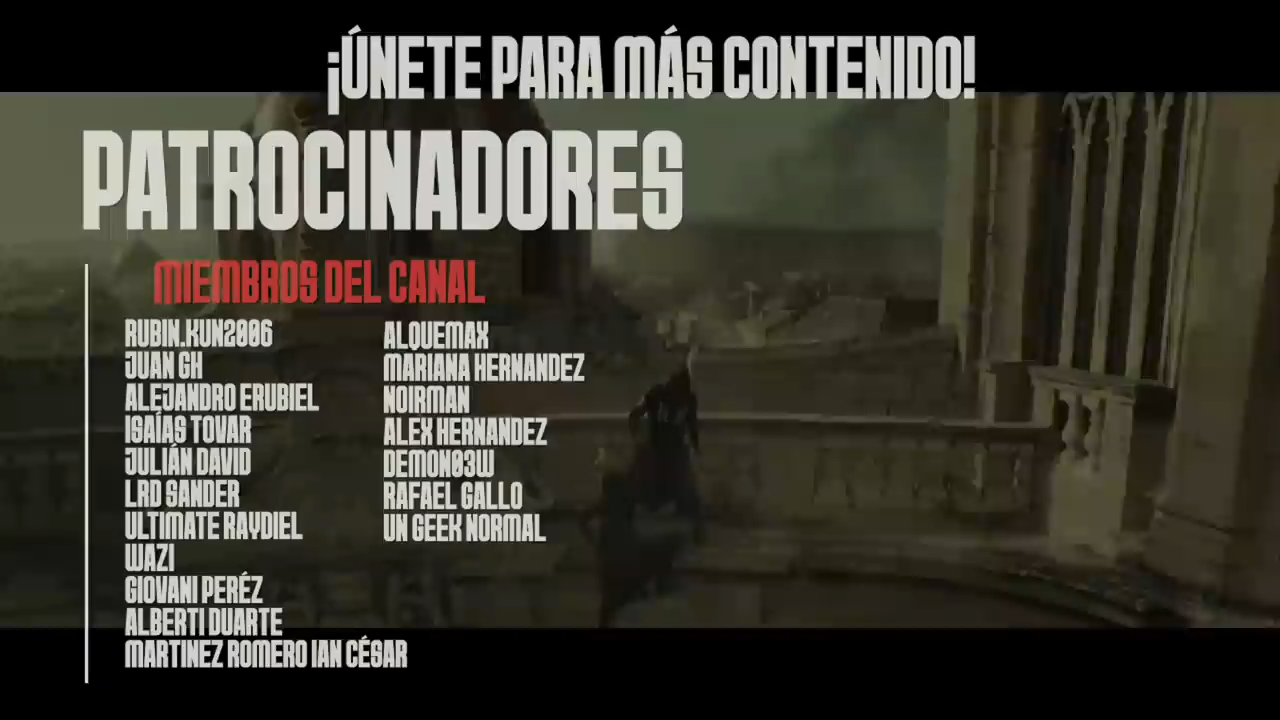 ¡ÚNETE PARA MÁS CONTENIDO!
PATROCINADORES
MIEMBROS DEL CANAL
RUBIN.KUN2006
JUAN GH
ALEJANDRO ERUBIEL
ISAÍAS TOVAR
JULIÁN DAVID
LRD SANDER
ULTIMATE RAYDIEL
WAZI
GIOVANI PERÉZ
ALBERTI DUARTE
MARTINEZ ROMERO IAN CÉSAR
ALQUEMAX
MARIANA HERNANDEZ
NOIRMAN
ALEX HERNANDEZ
DEMON03W
RAFAEL GALLO
UN GEEK NORMAL